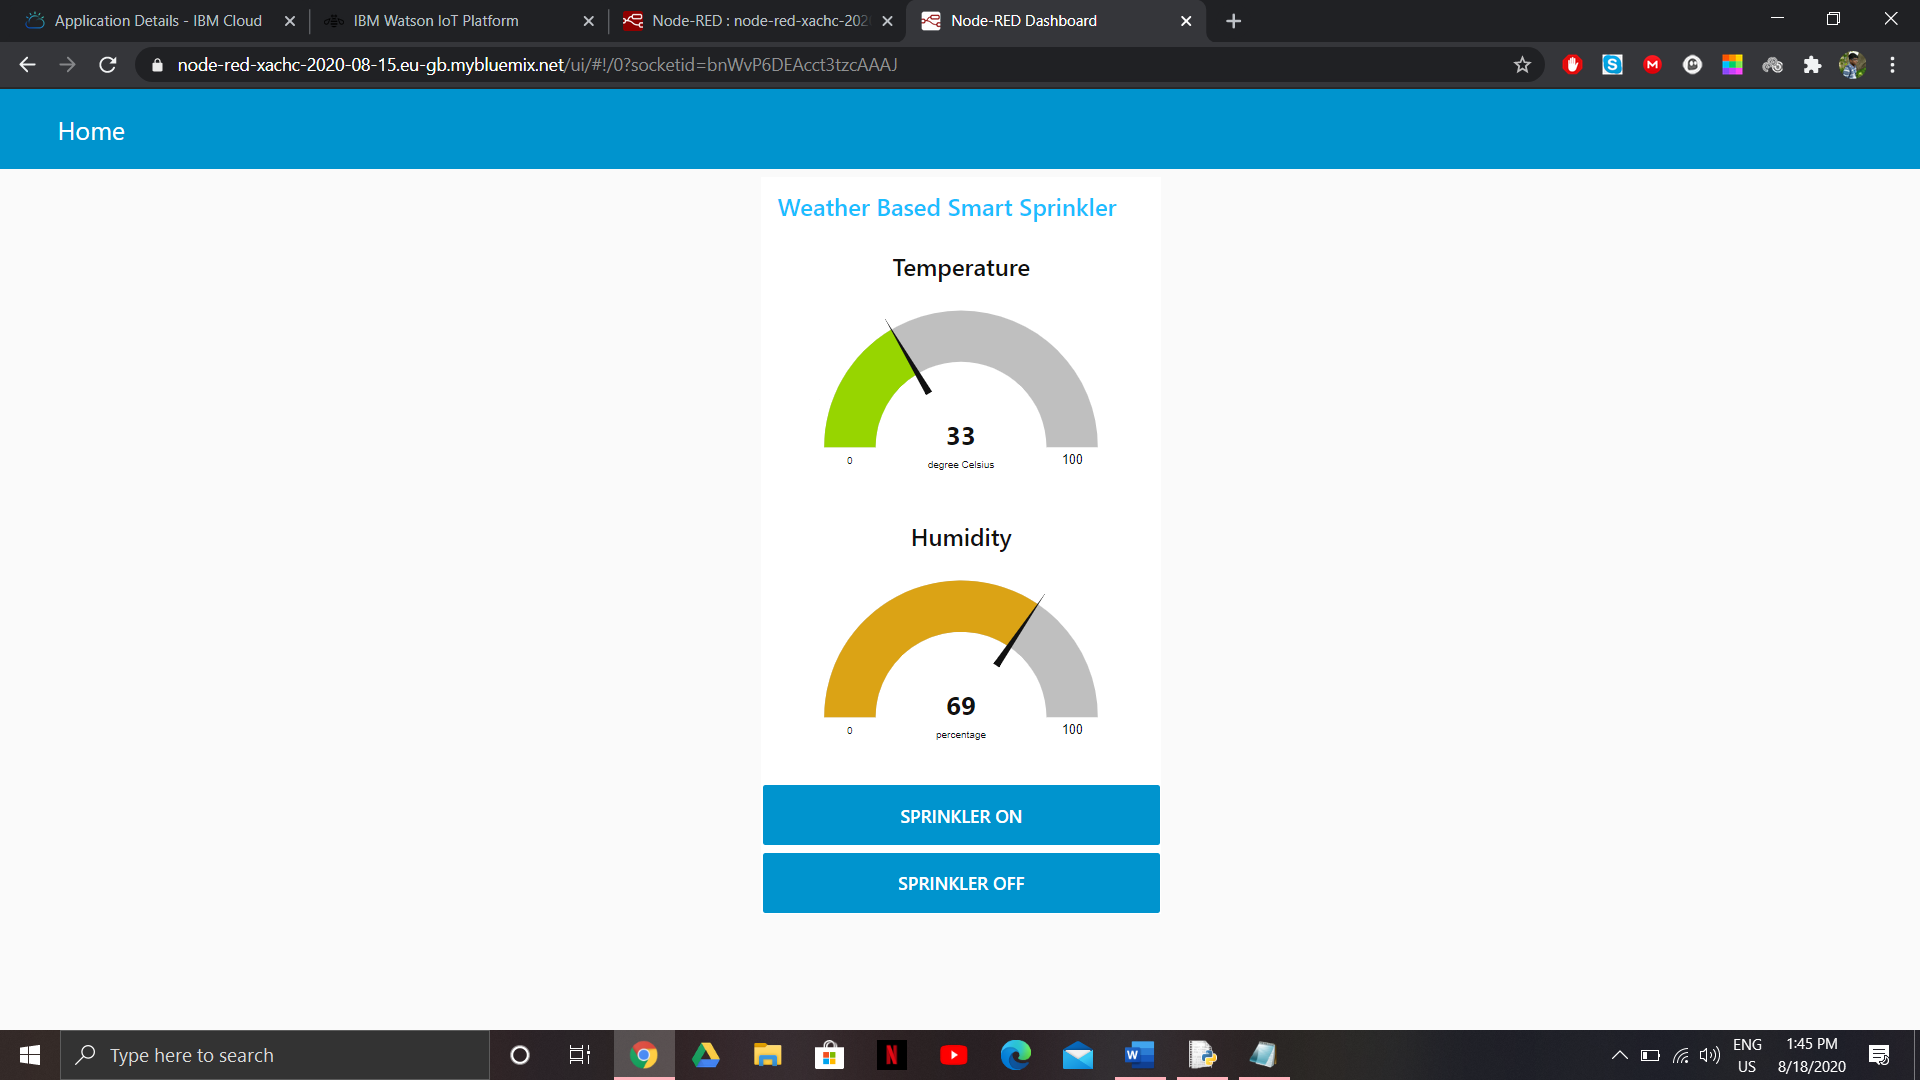 Application Details - IBM Cloud
IBM Watson IoT Platform
Node-RED : node-red-xachc-202
Node-RED Dashboard
node-red-xachc-2020-08-15.eu-gb.mybluemix.net/ui/#!/0?socketid=bnWvP6DEAcct3tzcAAAJ
Home
Weather Based Smart Sprinkler
Temperature
33
0
degree Celsius
100
Humidity
69
0
percentage
100
SPRINKLER ON
SPRINKLER OFF
Type here to search
ENG
US
1:45 PM
8/18/2020